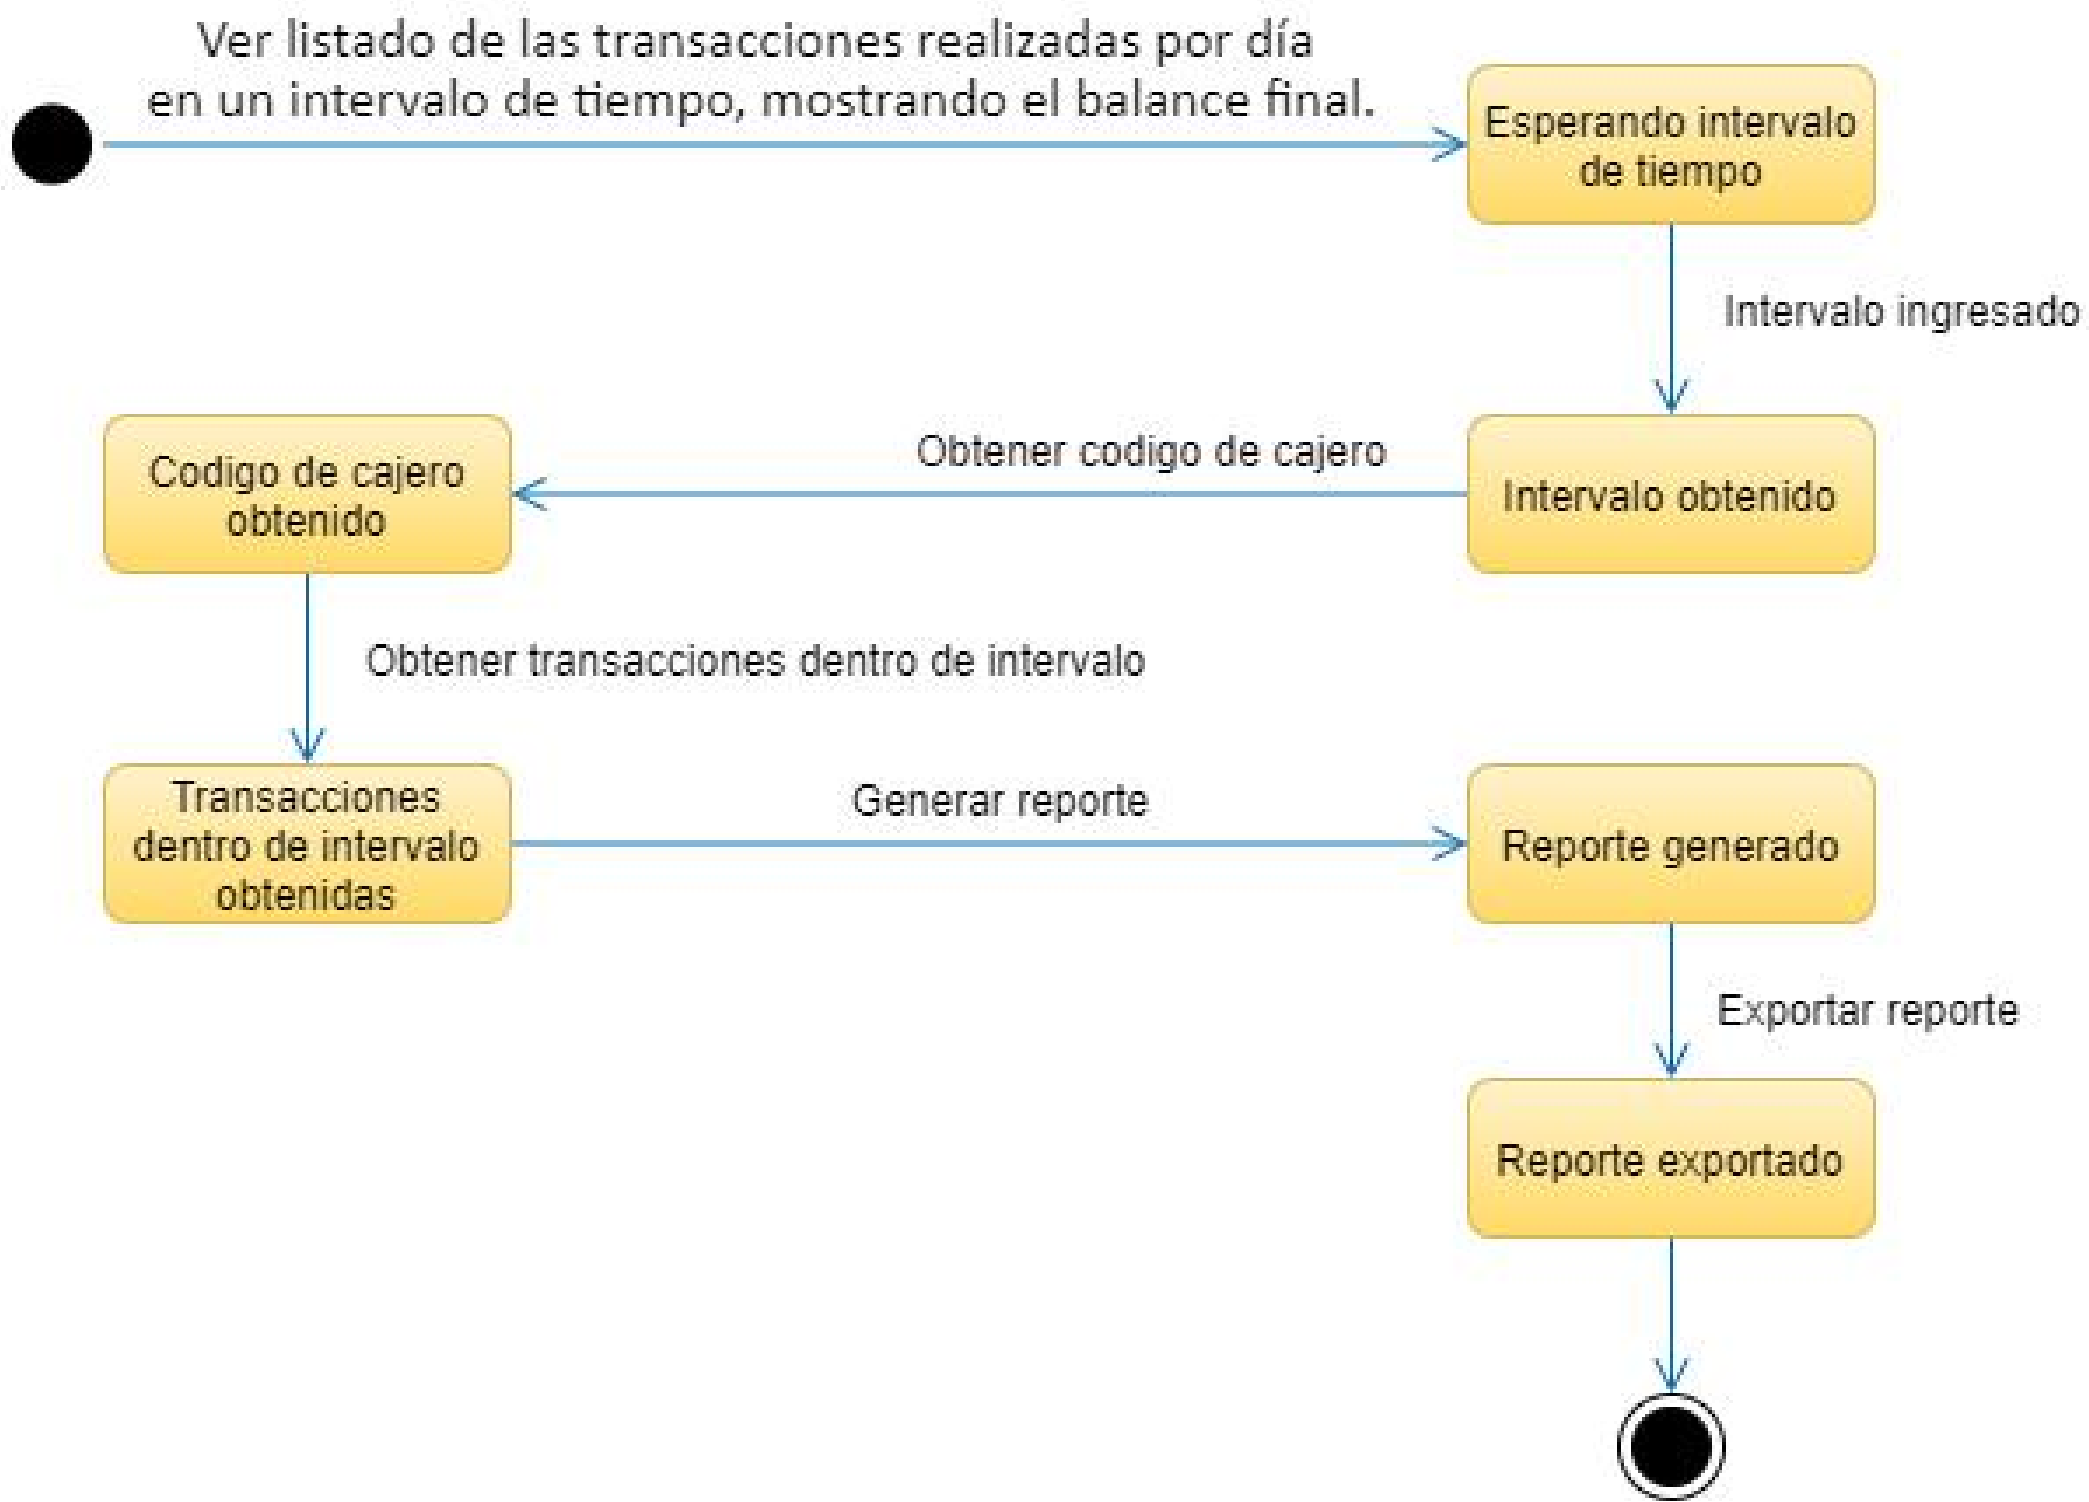 Ver listado de las transacciones realizadas por día
en un intervalo de tiempo, mostrando el balance final.
Esperando intervalo
de tiempo
Intervalo ingresado
Obtener codigo de cajero
Intervalo obtenido
Codigo de cajero
obtenido
Obtener transacciones dentro de intervalo
Transacciones
dentro de intervalo
obtenidas
Generar reporte
Reporte generado
Exportar reporte
Reporte exportado